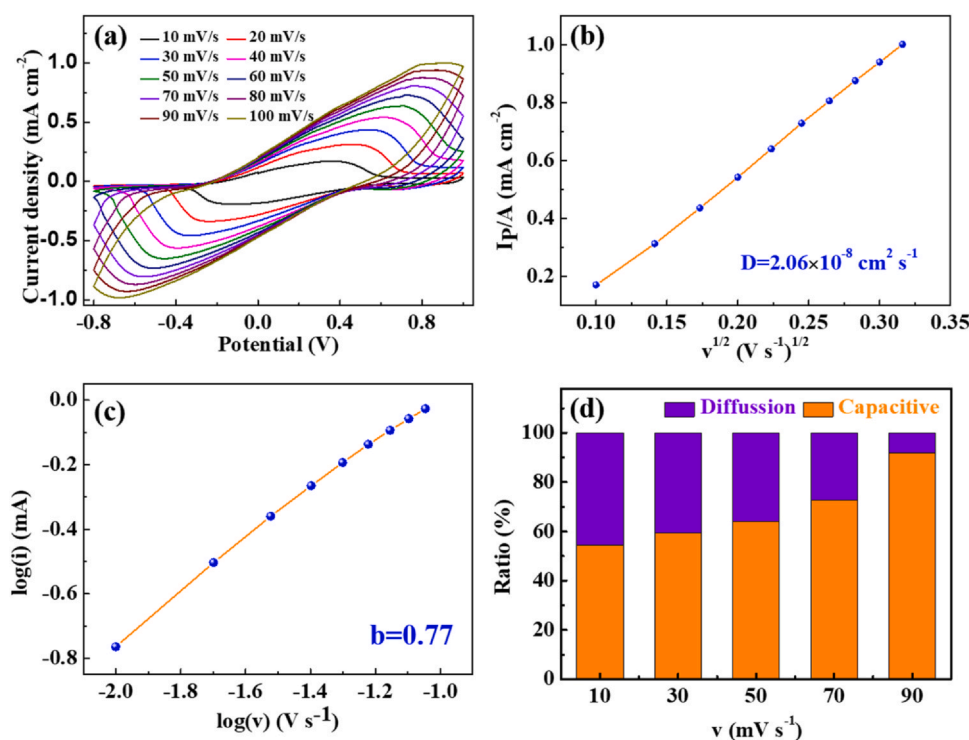 (a)
10 mV/s 20 mV/s
30 mV/s 40 mV/s
50 mV/s 60 mV/s
70 mV/s 80 mV/s
90 mV/s 100 mV/s
1.0
0.5
0.0
-0.5
-1.0
Current density (mA cm⁻²)
-0.8 -0.4 0.0 0.4 0.8
Potential (V)
(b)
1.0
0.8
0.6
0.4
0.2
Ip/A (mA cm⁻²)
D=2.06×10⁻⁸ cm² s⁻¹
0.10 0.15 0.20 0.25 0.30 0.35
v¹/² (V s⁻¹)¹/²
(c)
0.0
-0.2
-0.4
-0.6
-0.8
log(i) (mA)
b=0.77
-2.0 -1.8 -1.6 -1.4 -1.2 -1.0
log(v) (V s⁻¹)
(d)
Diffussion Capacitive
100
80
60
40
20
0
Ratio (%)
10 30 50 70 90
v (mV s⁻¹)